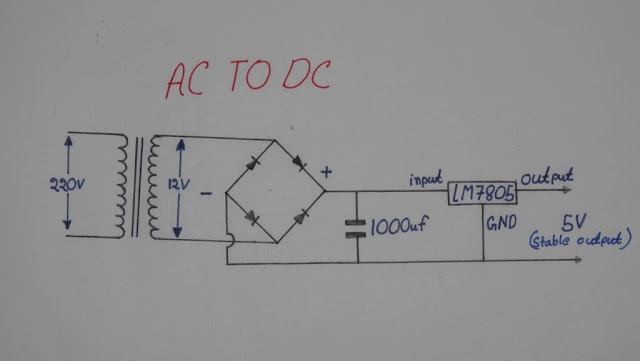 AC TO DC
220V
12V
-
+
1000uf
input
LM7805
output
GND
5V
(stable output)